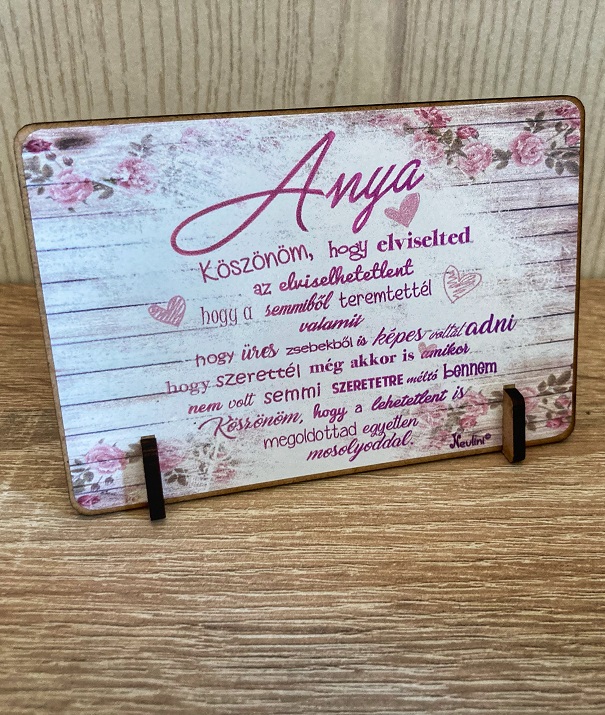 Anya
Köszönöm, hogy elviselted
az elviselhetetlent
hogy a semmiből teremtettél
valamit
hogy üres zsebekből is képes voltál adni
hogy szerettél még akkor is amikor
nem volt semmi szeretetre méltó bennem
Köszönöm, hogy a lehetetlent is
megoldottad egyetlen
mosolyoddal.
Nevlini®